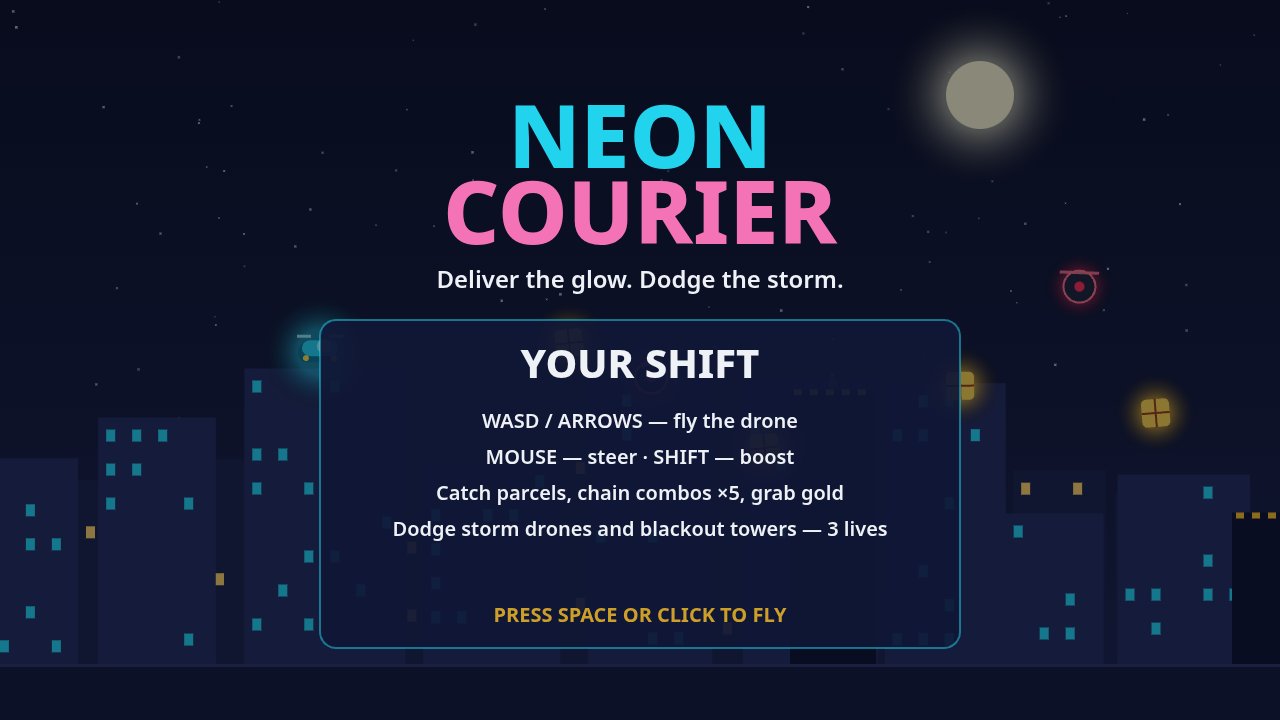 NEON
COURIER
Deliver the glow. Dodge the storm.
YOUR SHIFT
WASD / ARROWS — fly the drone
MOUSE — steer · SHIFT — boost
Catch parcels, chain combos ×5, grab gold
Dodge storm drones and blackout towers — 3 lives
PRESS SPACE OR CLICK TO FLY